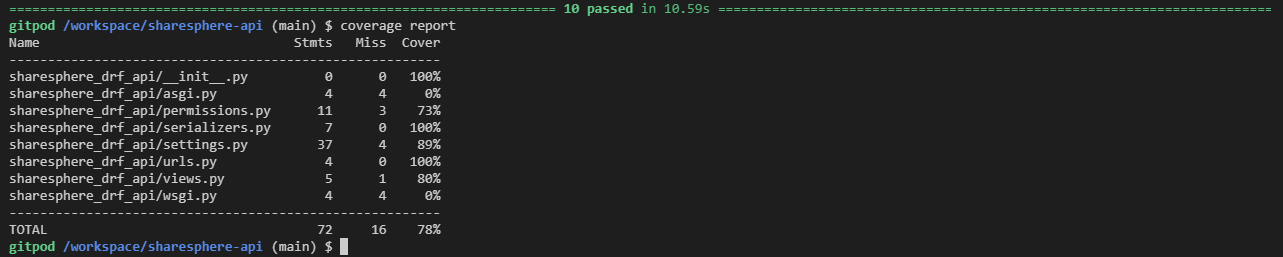 ====================================================================== 10 passed in 10.59s =======================================================================
gitpod /workspace/sharesphere-api (main) $ coverage report
Name                                 Stmts   Miss  Cover
-------------------------------------------------------
sharesphere_drf_api/__init__.py          0      0   100%
sharesphere_drf_api/asgi.py              4      4     0%
sharesphere_drf_api/permissions.py      11      3    73%
sharesphere_drf_api/serializers.py       7      0   100%
sharesphere_drf_api/settings.py         37      4    89%
sharesphere_drf_api/urls.py              4      0   100%
sharesphere_drf_api/views.py             5      1    80%
sharesphere_drf_api/wsgi.py              4      4     0%
-------------------------------------------------------
TOTAL                                   72     16    78%
gitpod /workspace/sharesphere-api (main) $